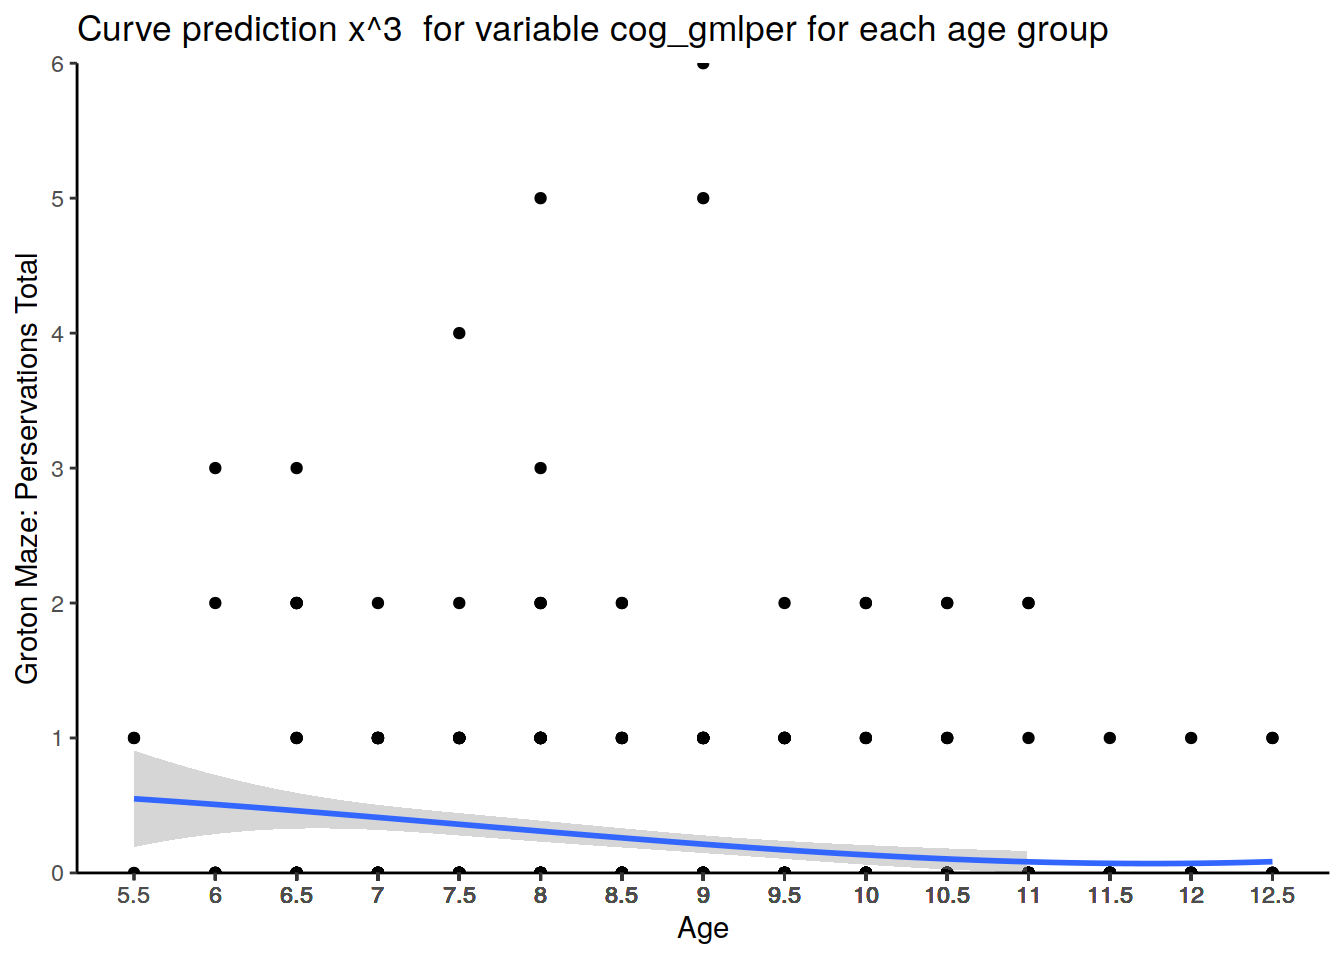 Curve prediction x^3  for variable cog_gmlper for each age group
Groton Maze: Perservations Total
6
5
4
3
2
1
0
5.5 6 6.5 7 7.5 8 8.5 9 9.5 10 10.5 11 11.5 12 12.5
Age